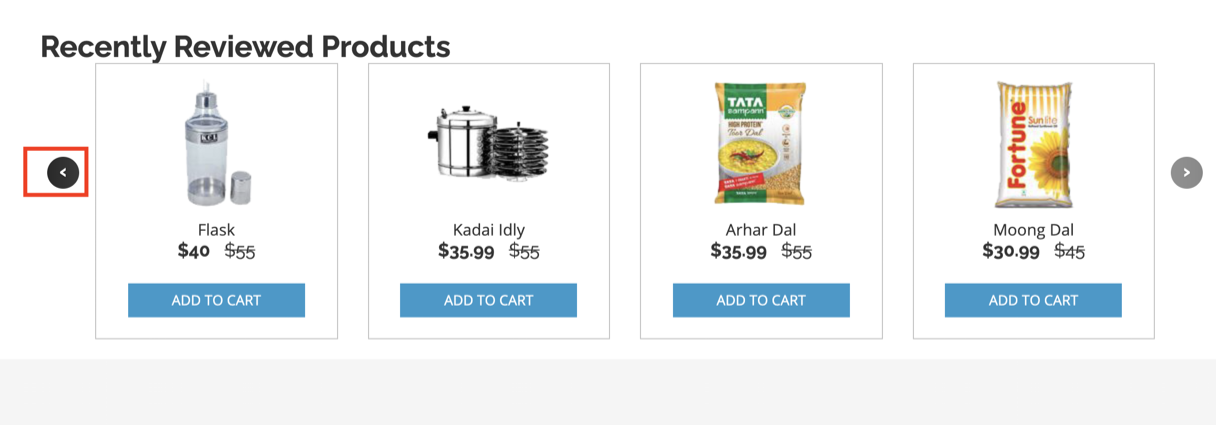 Recently Reviewed Products
<
KCL
TATA
sampann
HIGH PROTEIN
Toor Dal
Fortune
Sunlite
>
Flask
$40 $55
ADD TO CART
Kadai Idly
$35.99 $55
ADD TO CART
Arhar Dal
$35.99 $55
ADD TO CART
Moong Dal
$30.99 $45
ADD TO CART